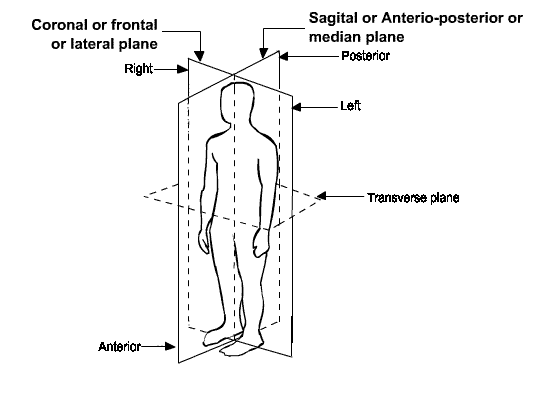 Coronal or frontal
or lateral plane
Sagital or Anterio-posterior or
median plane
Right
Posterior
Left
Transverse plane
Anterior